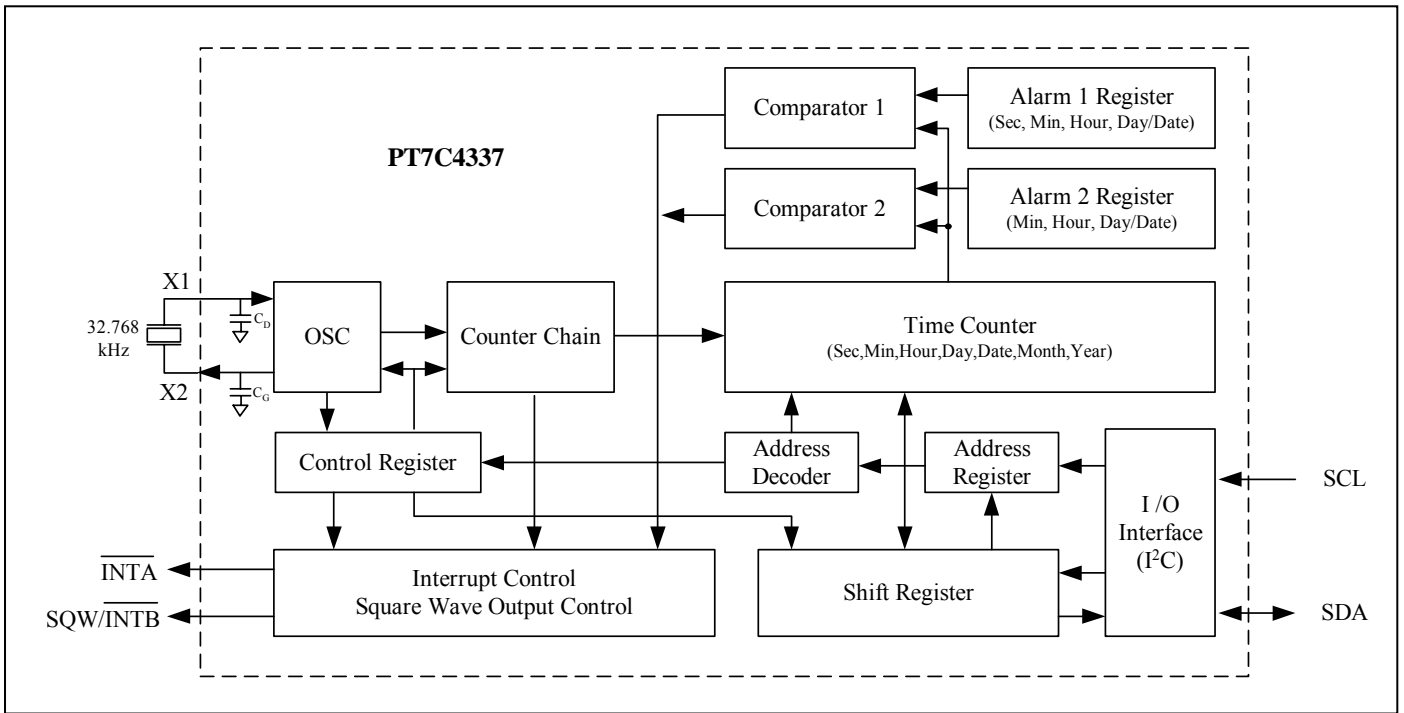 PT7C4337
Comparator 1
Alarm 1 Register
(Sec, Min, Hour, Day/Date)
Comparator 2
Alarm 2 Register
(Min, Hour, Day/Date)
X1
32.768
kHz
X2
C_D
C_G
OSC
Counter Chain
Time Counter
(Sec,Min,Hour,Day,Date,Month,Year)
Control Register
Address
Decoder
Address
Register
I /O
Interface
(I²C)
SCL
SDA
INTA
SQW/INTB
Interrupt Control
Square Wave Output Control
Shift Register